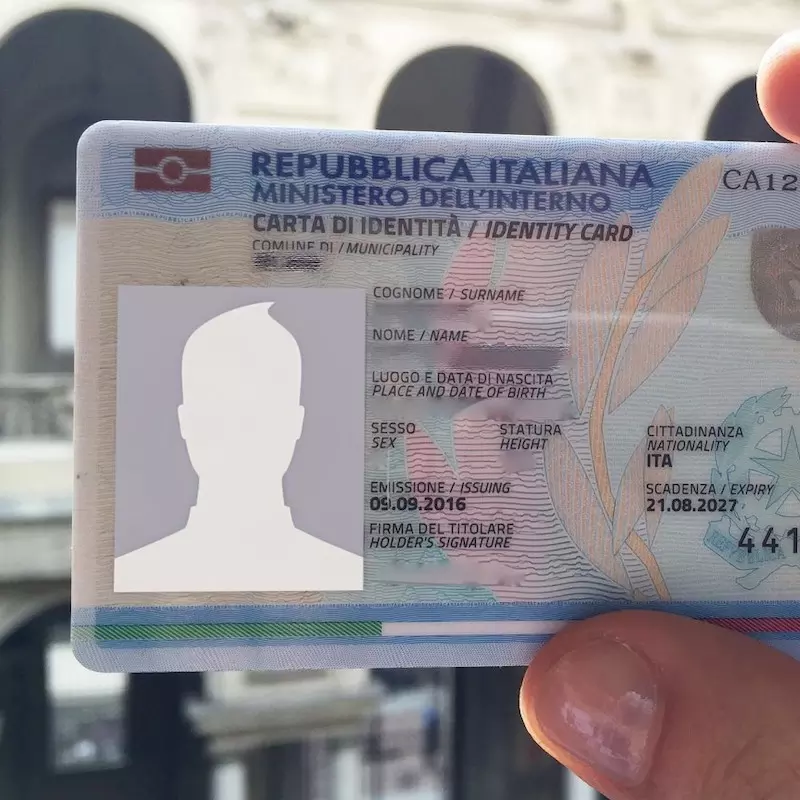 REPUBBLICA ITALIANA
CA12
MINISTERO DELL'INTERNO
CARTA DI IDENTITÀ / IDENTITY CARD
COMUNE DI / MUNICIPALITY
COGNOME / SURNAME
NOME / NAME
LUOGO E DATA DI NASCITA
PLACE AND DATE OF BIRTH
SESSO
SEX
STATURA
HEIGHT
CITTADINANZA
NATIONALITY
ITA
EMISSIONE / ISSUING
09.09.2016
SCADENZA / EXPIRY
21.08.2027
FIRMA DEL TITOLARE
HOLDER'S SIGNATURE
441